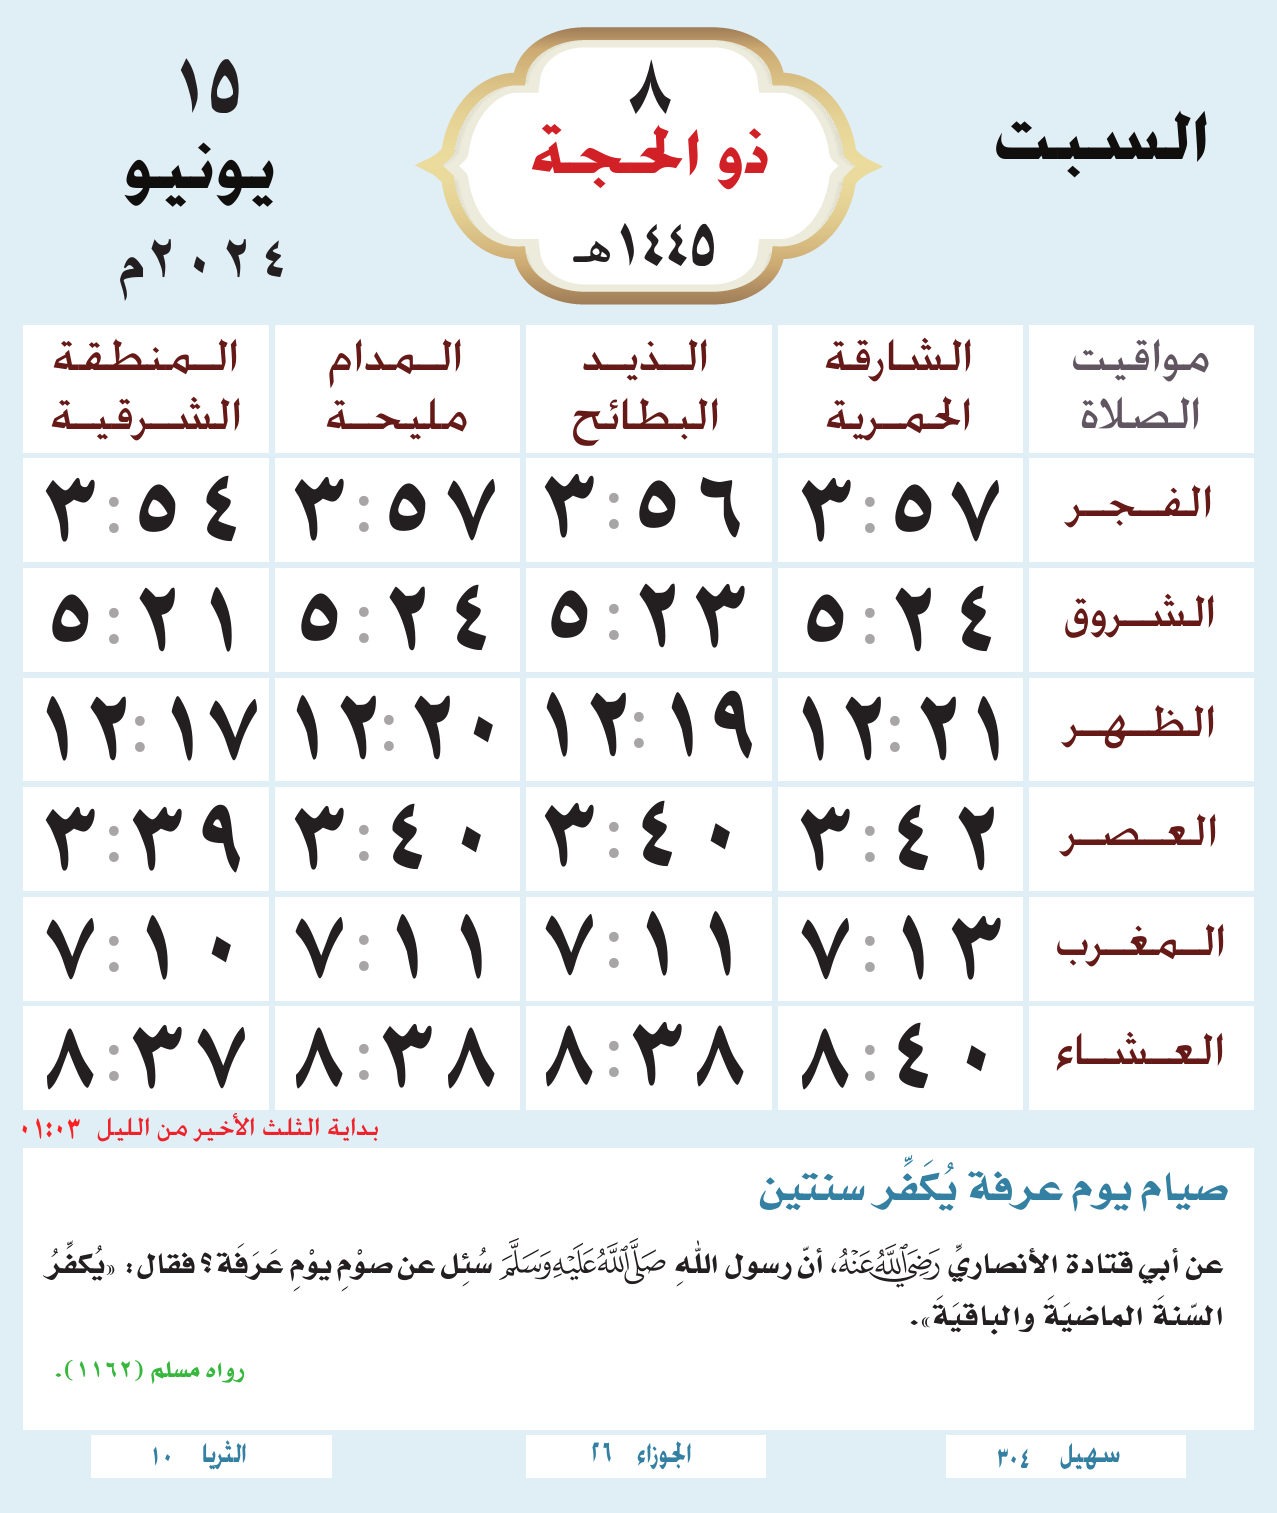 السبت
٨
ذو الحجة
١٤٤٥هـ
١٥
يونيو
٢٠٢٤م
مواقيت الصلاة	الشارقة الحمرية	الذيد البطائح	المدام مليحة	المنطقة الشرقية
الفجر	٣:٥٧	٣:٥٦	٣:٥٧	٣:٥٤
الشروق	٥:٢٤	٥:٢٣	٥:٢٤	٥:٢١
الظهر	١٢:٢١	١٢:١٩	١٢:٢٠	١٢:١٧
العصر	٣:٤٢	٣:٤٠	٣:٤٠	٣:٣٩
المغرب	٧:١٣	٧:١١	٧:١١	٧:١٠
العشاء	٨:٤٠	٨:٣٨	٨:٣٨	٨:٣٧
بداية الثلث الأخير من الليل ٠١:٠٣
صيام يوم عرفة يُكَفِّر سنتين
عن أبي قتادة الأنصاريِّ رَضِيَ اللَّهُ عَنْهُ، أنّ رسول اللهِ صَلَّى اللَّهُ عَلَيْهِ وَسَلَّمَ سُئِل عن صوْمِ يوْمِ عَرَفَة؟ فقال: «يُكفِّرُ
السّنةَ الماضيَةَ والباقيَةَ».
رواه مسلم (١١٦٢).
سهيل ٣٠٤
الجوزاء ٢٦
الثريا ١٠